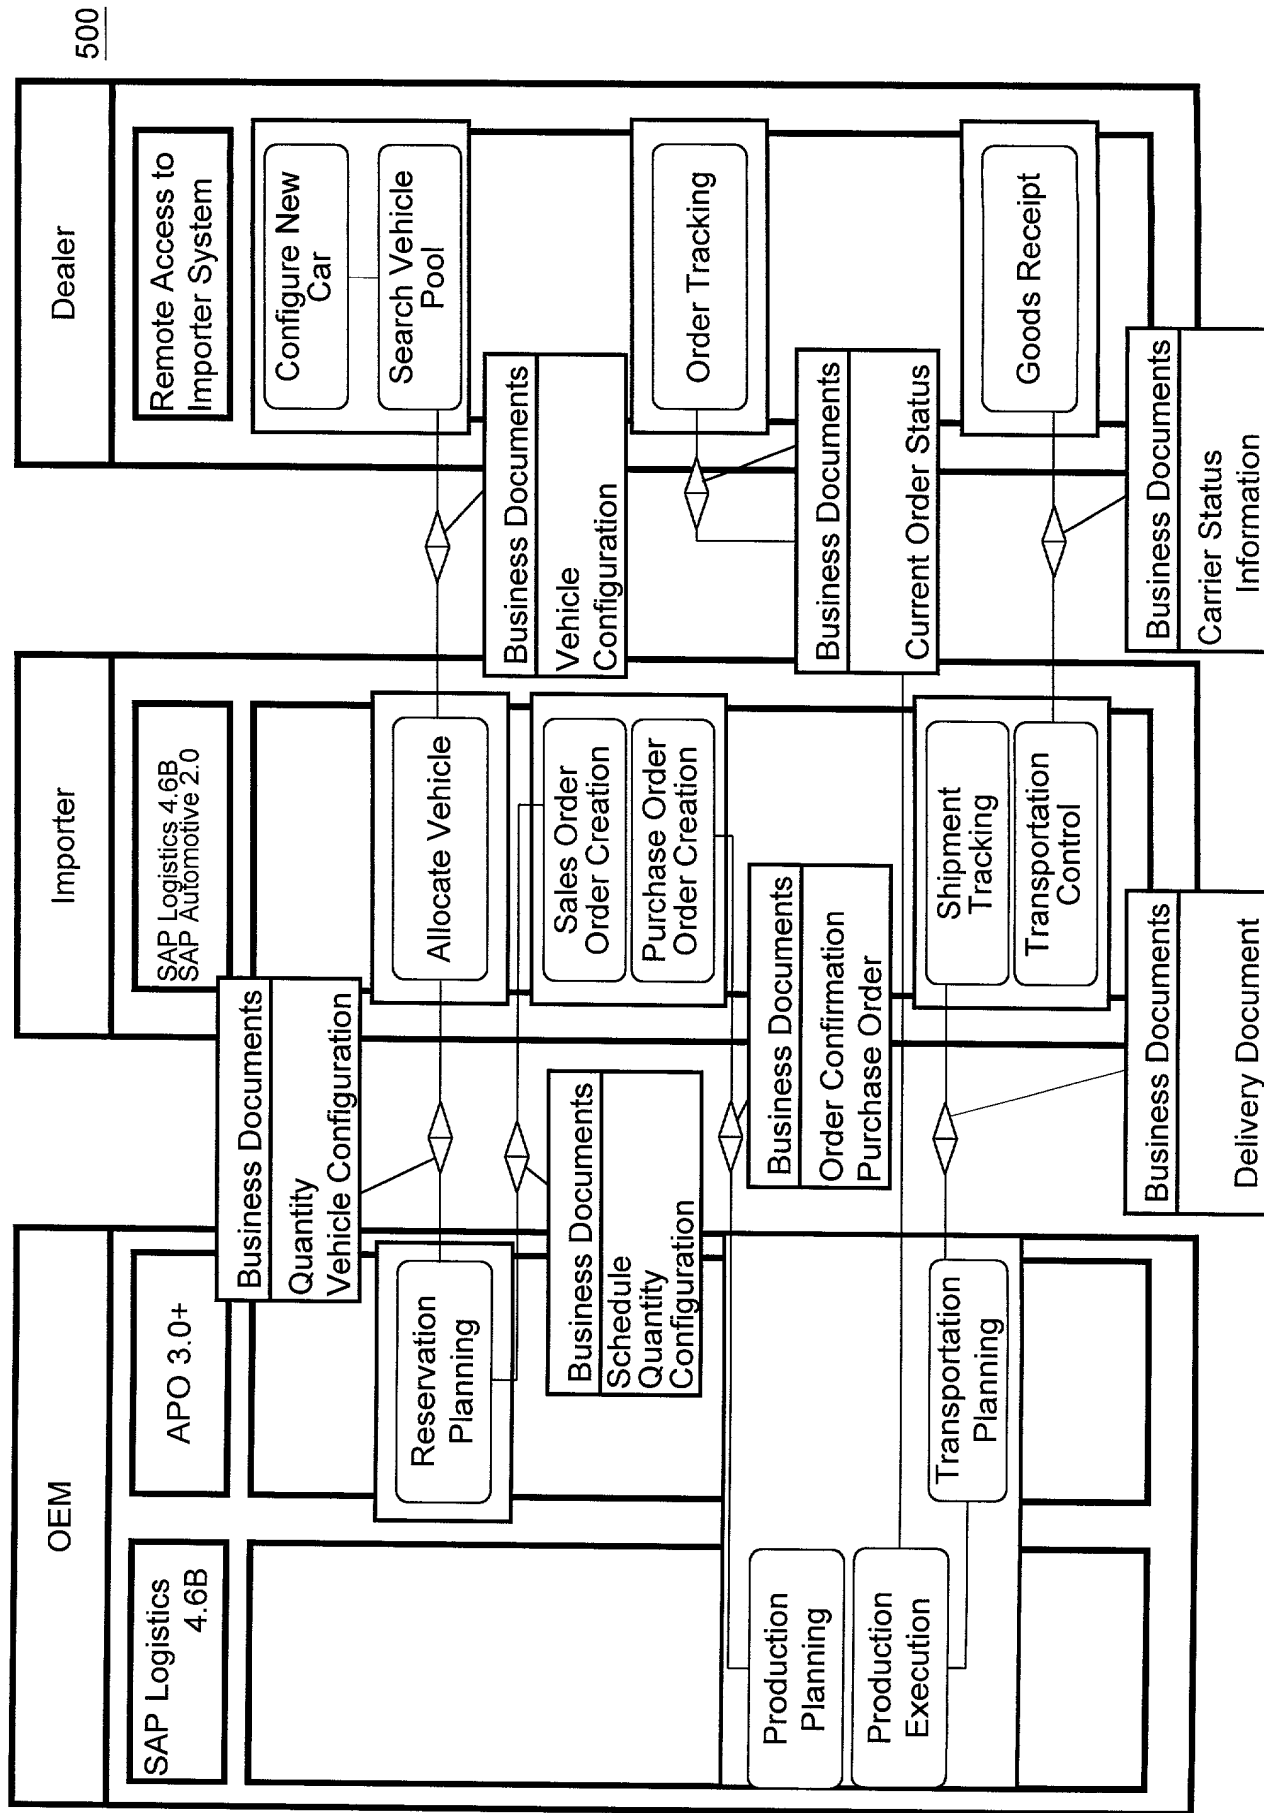 500
OEM
Importer
Dealer
SAP Logistics
4.6B
APO 3.0+
SAP Logistics 4.6B
SAP Automotive 2.0
Remote Access to
Importer System
Business Documents
Quantity
Vehicle Configuration
Configure New
Car
Search Vehicle
Pool
Reservation
Planning
Allocate Vehicle
Business Documents
Vehicle
Configuration
Business Documents
Schedule
Quantity
Configuration
Sales Order
Order Creation
Purchase Order
Order Creation
Order Tracking
Production
Planning
Business Documents
Order Confirmation
Purchase Order
Business Documents
Current Order Status
Production
Execution
Transportation
Planning
Shipment
Tracking
Transportation
Control
Goods Receipt
Business Documents
Delivery Document
Business Documents
Carrier Status
Information